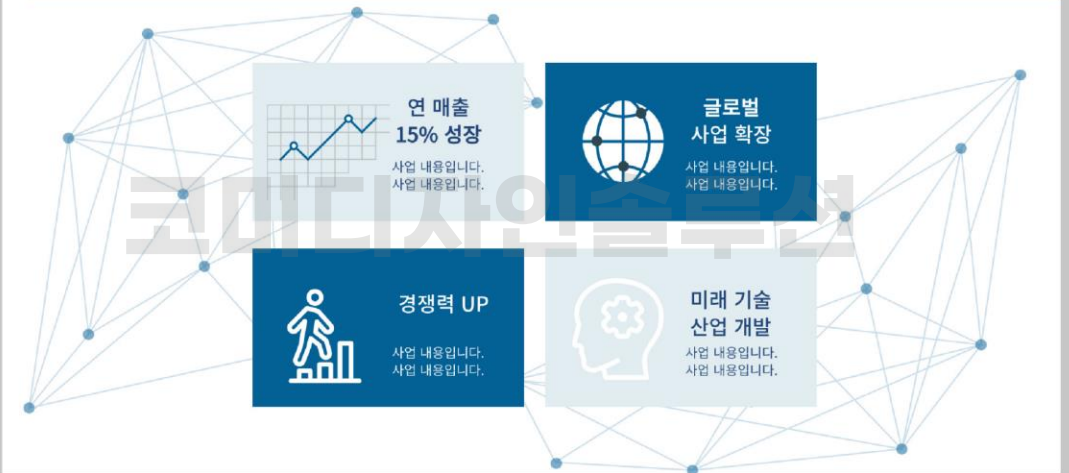 연 매출
15% 성장
사업 내용입니다.
사업 내용입니다.
글로벌
사업 확장
사업 내용입니다.
사업 내용입니다.
코미디자인솔루션
경쟁력 UP
사업 내용입니다.
사업 내용입니다.
미래 기술
산업 개발
사업 내용입니다.
사업 내용입니다.